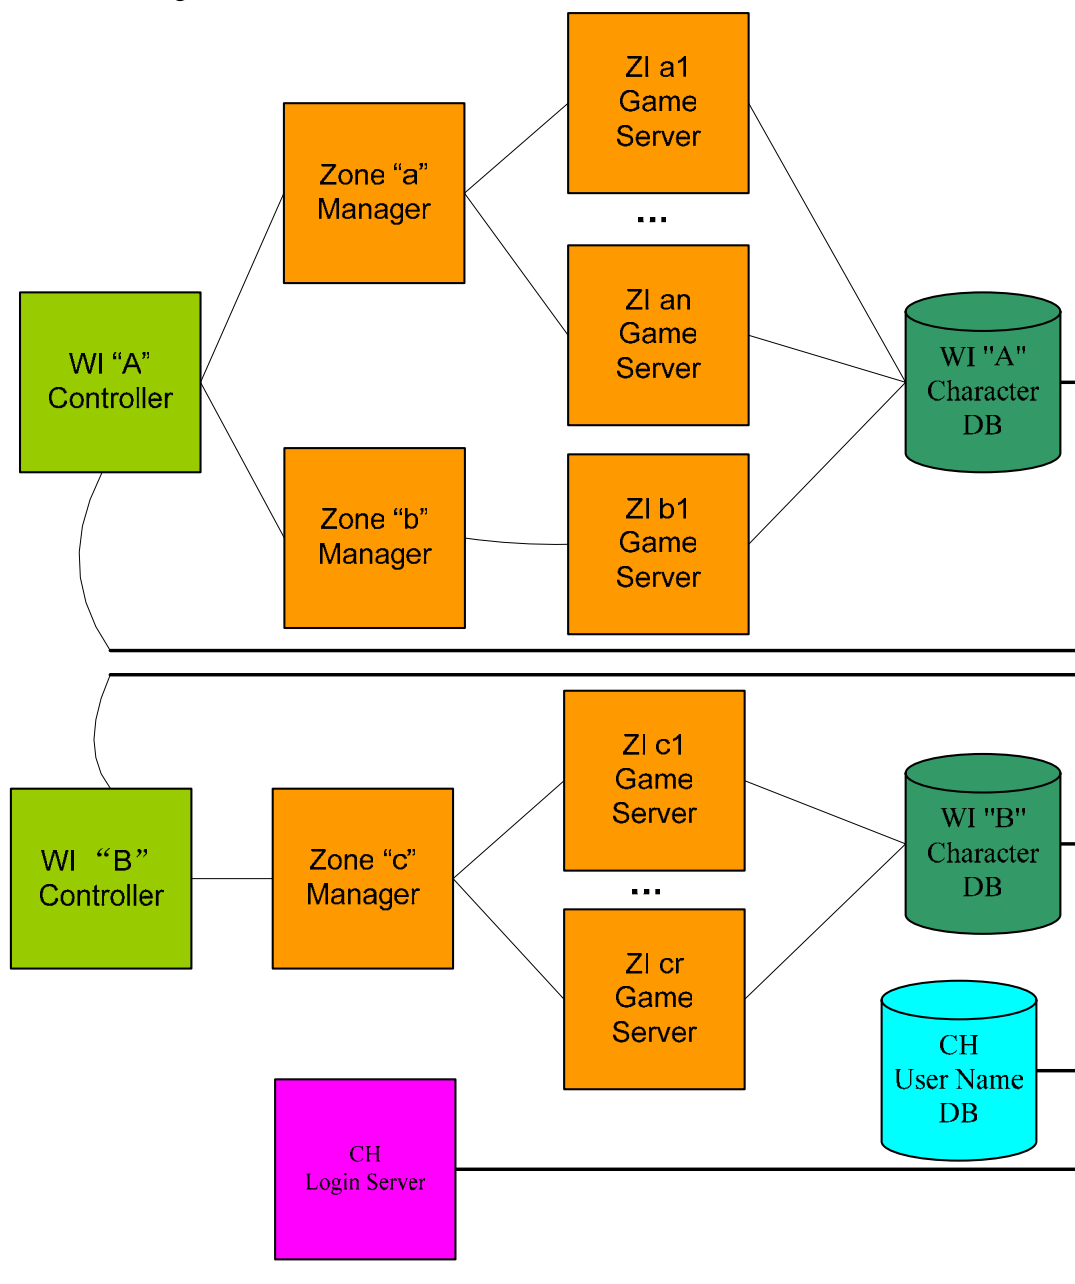 ZI a1
Game
Server
Zone “a”
Manager
...
ZI an
Game
Server
WI “A”
Controller
WI "A"
Character
DB
Zone “b”
Manager
ZI b1
Game
Server
ZI c1
Game
Server
WI “B”
Controller
Zone “c”
Manager
...
WI "B"
Character
DB
ZI cr
Game
Server
CH
User Name
DB
CH
Login Server